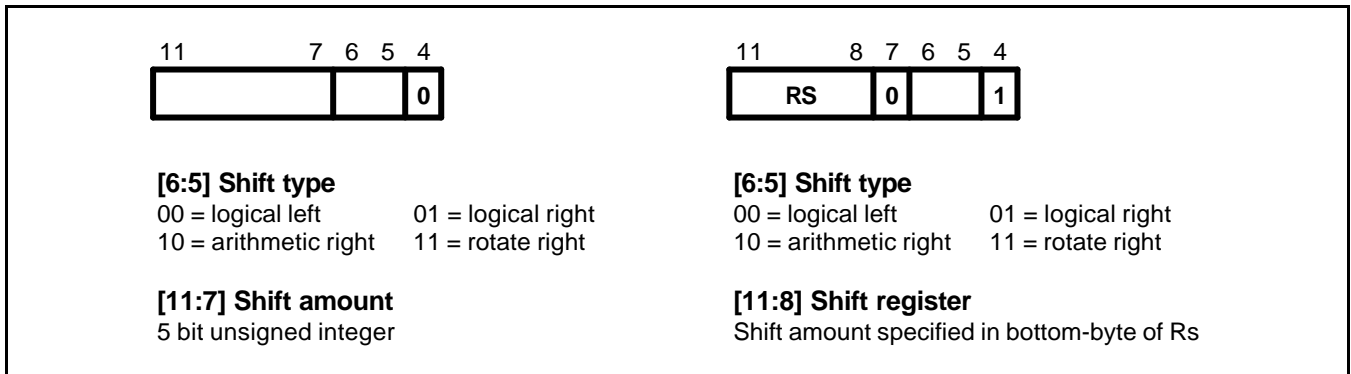 11 7 6 5 4
0
[6:5] Shift type
00 = logical left 01 = logical right
10 = arithmetic right 11 = rotate right
[11:7] Shift amount
5 bit unsigned integer
11 8 7 6 5 4
RS 0 1
[6:5] Shift type
00 = logical left 01 = logical right
10 = arithmetic right 11 = rotate right
[11:8] Shift register
Shift amount specified in bottom-byte of Rs